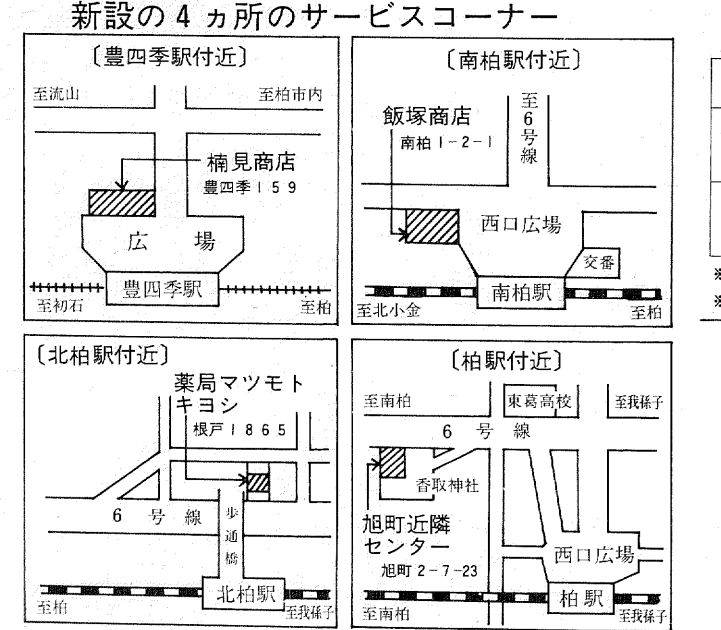 新設の4ヵ所のサービスコーナー
〔豊四季駅付近〕
至流山
至柏市内
楠見商店
豊四季159
広場
豊四季駅
至初石
至柏
〔南柏駅付近〕
至6号線
飯塚商店
南柏1-2-1
西口広場
交番
南柏駅
至北小金
至柏
〔北柏駅付近〕
薬局マツモト
キヨシ
根戸1865
6号線
歩通橋
北柏駅
至柏
至我孫子
〔柏駅付近〕
至南柏
東葛高校
至我孫子
6号線
香取神社
旭町近隣
センター
旭町2-7-23
西口広場
柏駅
至南柏
至我孫子
※
※